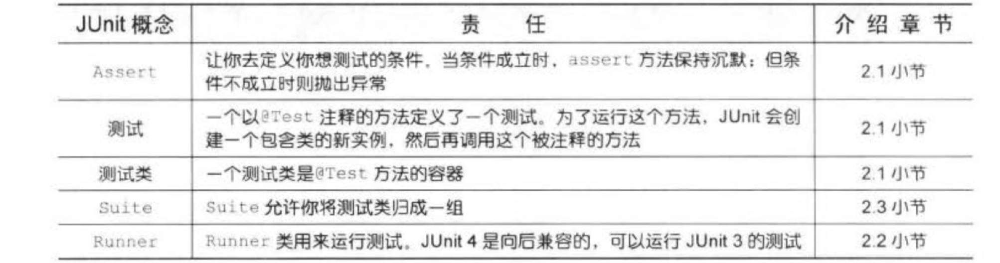 JUnit 概念 责 任 介 绍 章 节
Assert 让你去定义你想测试的条件。当条件成立时，assert 方法保持沉默；但条
件不成立时则抛出异常 2.1 小节
测试 一个以@Test 注释的方法定义了一个测试。为了运行这个方法，JUnit 会创
建一个包含类的新实例，然后再调用这个被注释的方法 2.1 小节
测试类 一个测试类是@Test 方法的容器 2.1 小节
Suite Suite 允许你将测试类归成一组 2.3 小节
Runner Runner 类用来运行测试。JUnit 4 是向后兼容的，可以运行 JUnit 3 的测试 2.2 小节